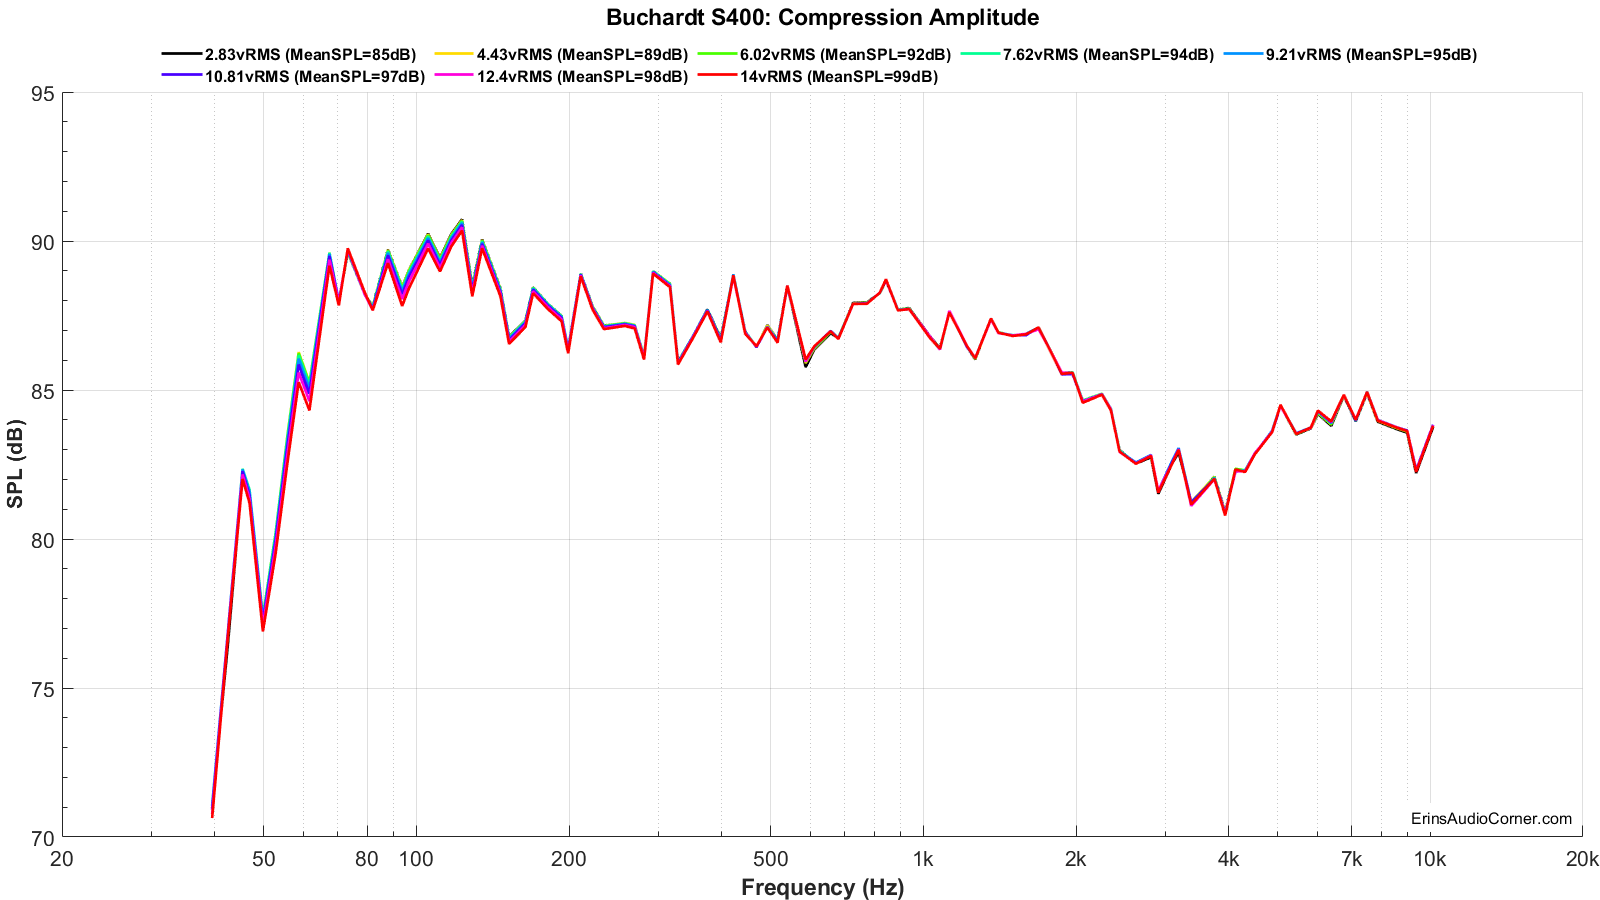 Buchardt S400: Compression Amplitude
2.83vRMS (MeanSPL=85dB) 4.43vRMS (MeanSPL=89dB) 6.02vRMS (MeanSPL=92dB) 7.62vRMS (MeanSPL=94dB) 9.21vRMS (MeanSPL=95dB)
10.81vRMS (MeanSPL=97dB) 12.4vRMS (MeanSPL=98dB) 14vRMS (MeanSPL=99dB)
95
90
85
80
75
70
SPL (dB)
ErinsAudioCorner.com
20 50 80 100 200 500 1k 2k 4k 7k 10k 20k
Frequency (Hz)